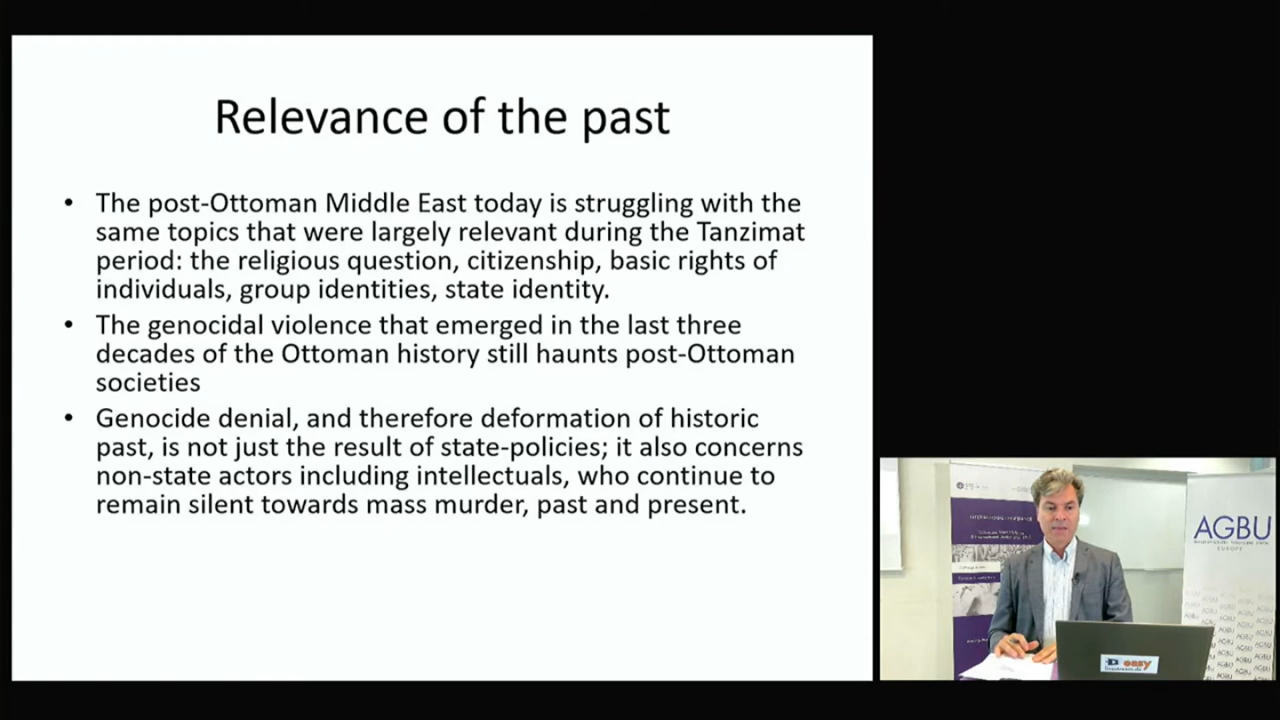 Relevance of the past
• The post-Ottoman Middle East today is struggling with the
same topics that were largely relevant during the Tanzimat
period: the religious question, citizenship, basic rights of
individuals, group identities, state identity.
• The genocidal violence that emerged in the last three
decades of the Ottoman history still haunts post-Ottoman
societies
• Genocide denial, and therefore deformation of historic
past, is not just the result of state-policies; it also concerns
non-state actors including intellectuals, who continue to
remain silent towards mass murder, past and present.
AGBU
EUROPE
easy